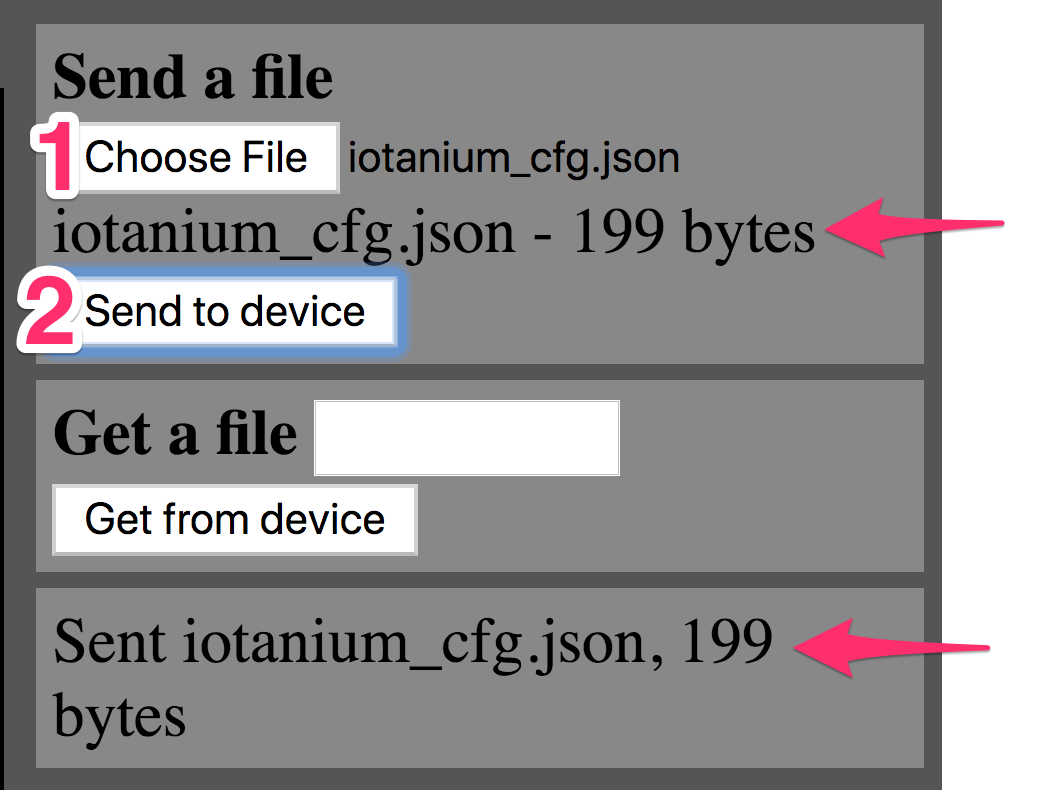 Send a file
1 Choose File iotanium_cfg.json
iotanium_cfg.json - 199 bytes
2 Send to device
Get a file
Get from device
Sent iotanium_cfg.json, 199
bytes